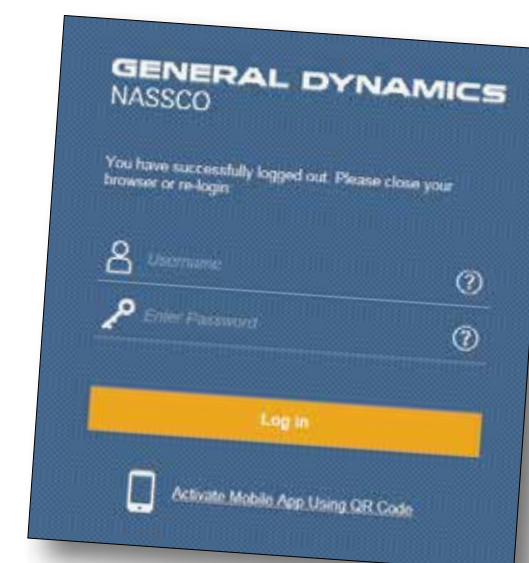 GENERAL DYNAMICS
NASSCO
You have successfully logged out. Please close your
browser or re-login:
Username
Enter Password
Log in
Activate Mobile App Using QR Code